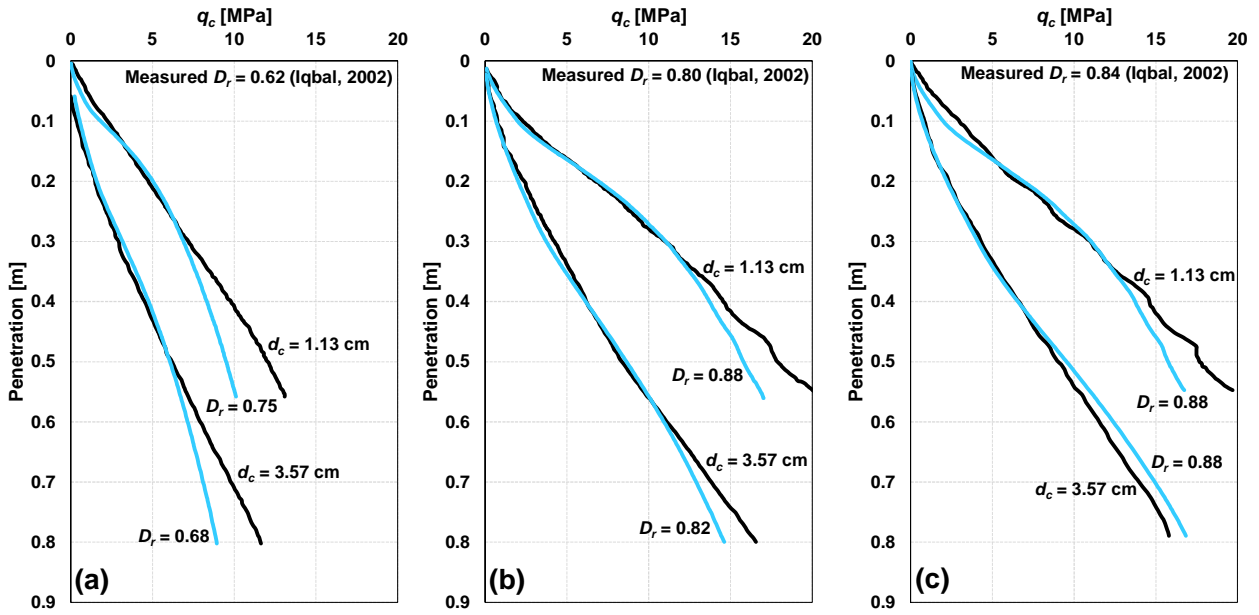 q_c [MPa]
0 5 10 15 20
0
0.1
0.2
0.3
0.4
0.5
0.6
0.7
0.8
0.9
Penetration [m]
Measured D_r = 0.62 (Iqbal, 2002)
d_c = 1.13 cm
D_r = 0.75
d_c = 3.57 cm
D_r = 0.68
(a)
q_c [MPa]
0 5 10 15 20
0
0.1
0.2
0.3
0.4
0.5
0.6
0.7
0.8
0.9
Penetration [m]
Measured D_r = 0.80 (Iqbal, 2002)
d_c = 1.13 cm
D_r = 0.88
d_c = 3.57 cm
D_r = 0.82
(b)
q_c [MPa]
0 5 10 15 20
0
0.1
0.2
0.3
0.4
0.5
0.6
0.7
0.8
0.9
Penetration [m]
Measured D_r = 0.84 (Iqbal, 2002)
d_c = 1.13 cm
D_r = 0.88
D_r = 0.88
d_c = 3.57 cm
(c)